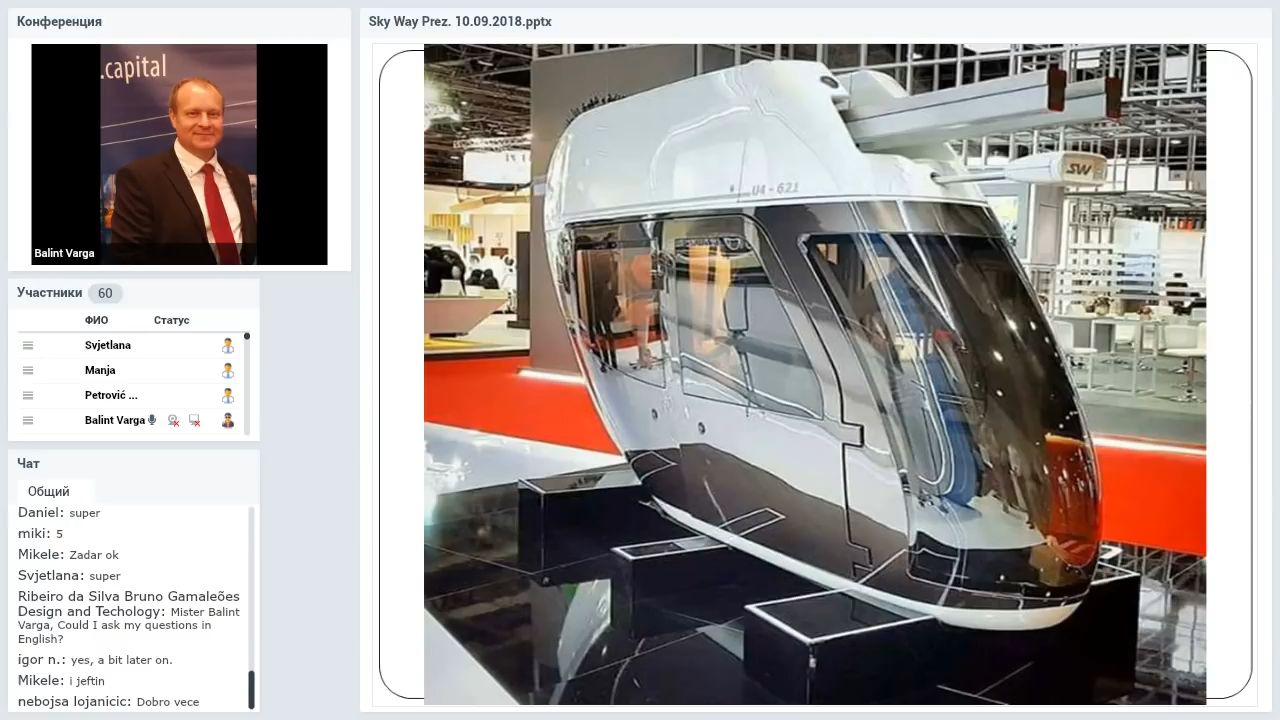 Конференция
.capital
Balint Varga
Участники 60
ФИО Статус
Svjetlana
Manja
Petrović ...
Balint Varga
Чат
Общий
Daniel: super
miki: 5
Mikele: Zadar ok
Svjetlana: super
Ribeiro da Silva Bruno Gamaleões
Design and Techology: Mister Balint
Varga, Could I ask my questions in
English?
igor n.: yes, a bit later on.
Mikele: i jeftin
nebojsa lojanicic: Dobro vece
Sky Way Prez. 10.09.2018.pptx
U4-621
SW